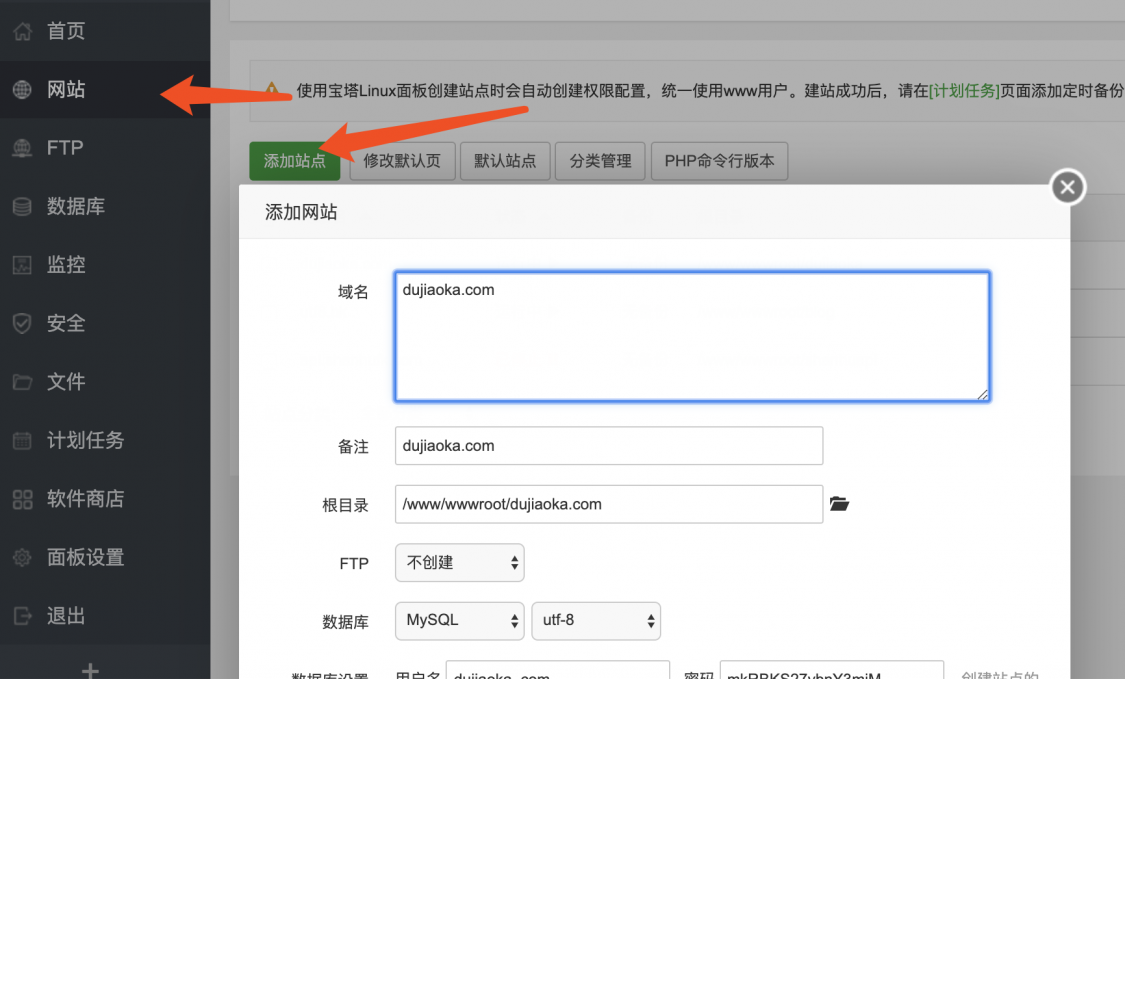 首页
网站
FTP
数据库
监控
安全
文件
计划任务
软件商店
面板设置
退出
使用宝塔Linux面板创建站点时会自动创建权限配置，统一使用www用户。建站成功后，请在[计划任务]页面添加定时备份
添加站点 修改默认页 默认站点 分类管理 PHP命令行版本
添加网站
域名 dujiaoka.com
备注 dujiaoka.com
根目录 /www/wwwroot/dujiaoka.com
FTP 不创建
数据库 MySQL utf-8
数据库设置 用户名 dujiaoka_com 密码 创建站点的